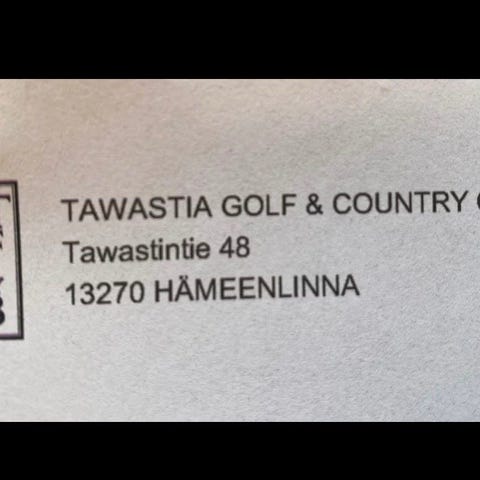 TAWASTIA GOLF & COUNTRY
Tawastintie 48
13270 HÄMEENLINNA